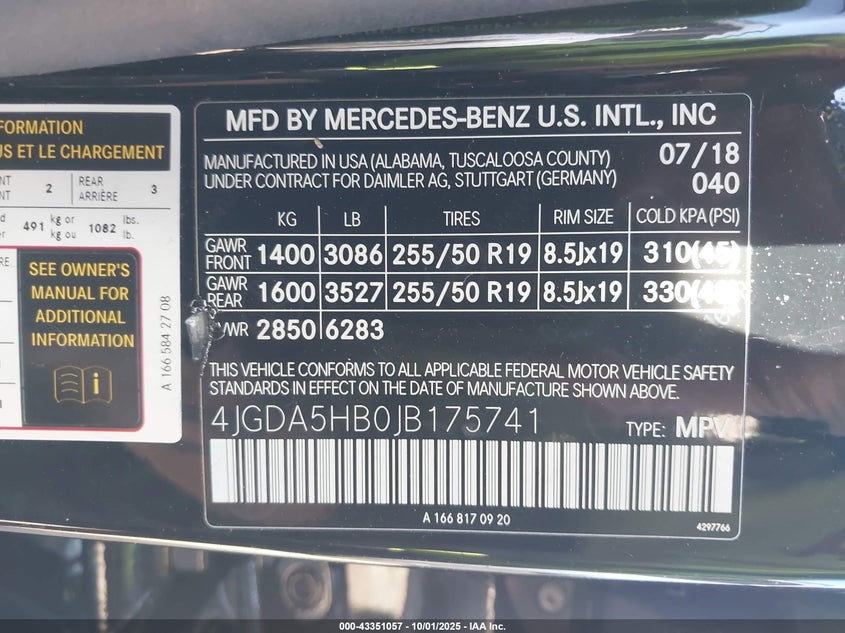 FORMATION
US ET LE CHARGEMENT
NT 2 REAR 3
NT ARRIÈRE
491 kg or 1082 lbs.
kg ou lb.
SEE OWNER'S
MANUAL FOR
ADDITIONAL
INFORMATION
A 166 584 27 08
MFD BY MERCEDES-BENZ U.S. INTL., INC
MANUFACTURED IN USA (ALABAMA, TUSCALOOSA COUNTY) 07/18
UNDER CONTRACT FOR DAIMLER AG, STUTTGART (GERMANY) 040
KG LB TIRES RIM SIZE COLD KPA (PSI)
GAWR FRONT 1400 3086 255/50 R19 8.5Jx19 310(45)
GAWR REAR 1600 3527 255/50 R19 8.5Jx19 330(48
WR 2850 6283
THIS VEHICLE CONFORMS TO ALL APPLICABLE FEDERAL MOTOR VEHICLE SAFETY
STANDARDS IN EFFECT ON THE DATE OF MANUFACTURE SHOWN ABOVE.
4JGDA5HB0JB175741 TYPE: MPV
A 166 817 09 20
4297766
000-43351057 - 10/01/2025 - IAA Inc.